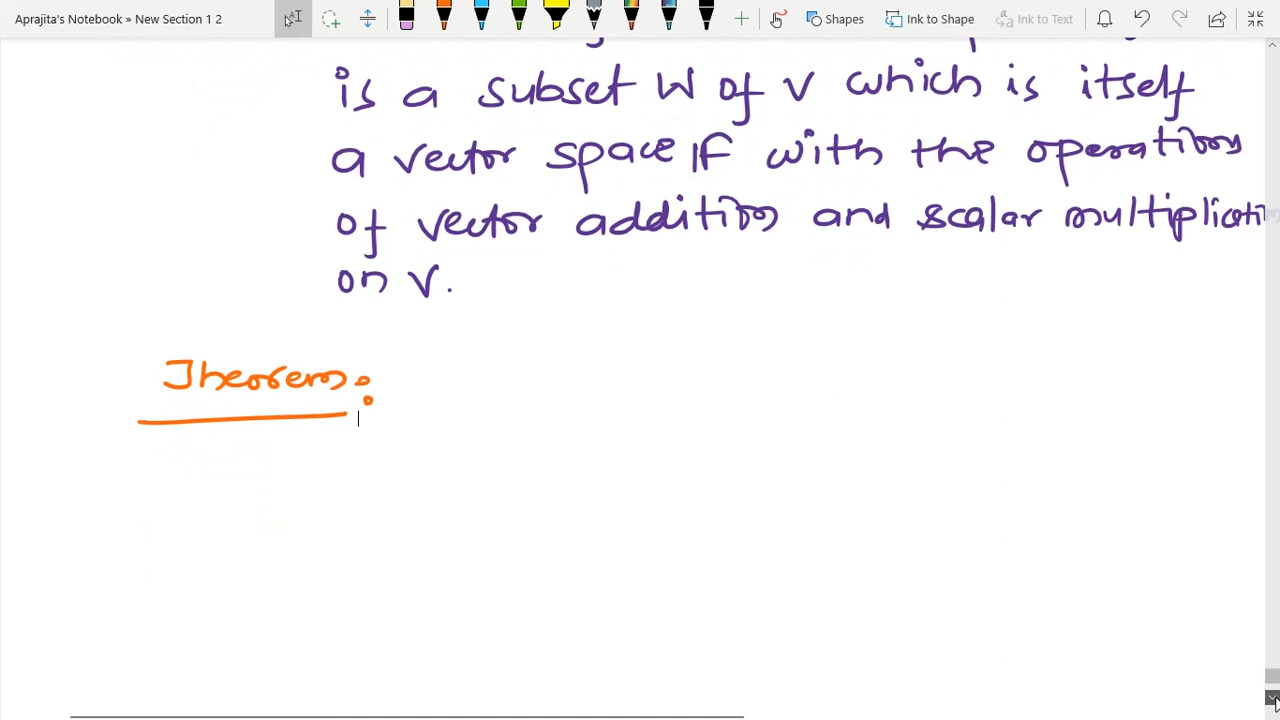 Aprajita's Notebook » New Section 1 2
Shapes
Ink to Shape
Ink to Text
is a subset W of V which is itself
a vector space IF with the operations
of vector addition and scalar multiplicati
on V.
Theorem: